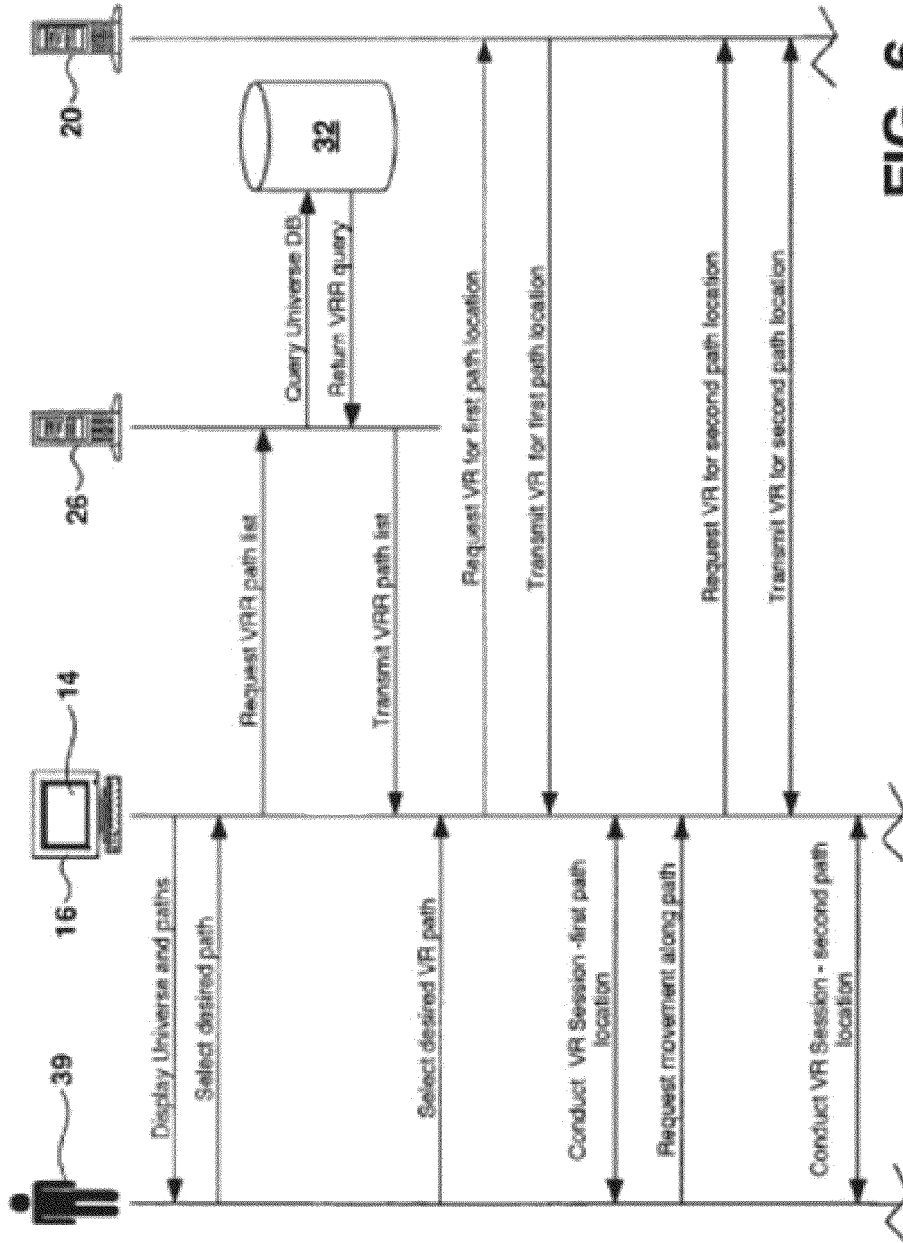 39
16
14
26
20
Display Universe and paths
Select desired path
Request VRR path list
Query Universe DB
Return VRR query
32
Transmit VRR path list
Select desired VR path
Request VR for first path location
Transmit VR for first path location
Conduct VR Session -first path
location
Request movement along path
Request VR for second path location
Transmit VR for second path location
Conduct VR Session - second path
location
FIG. 6